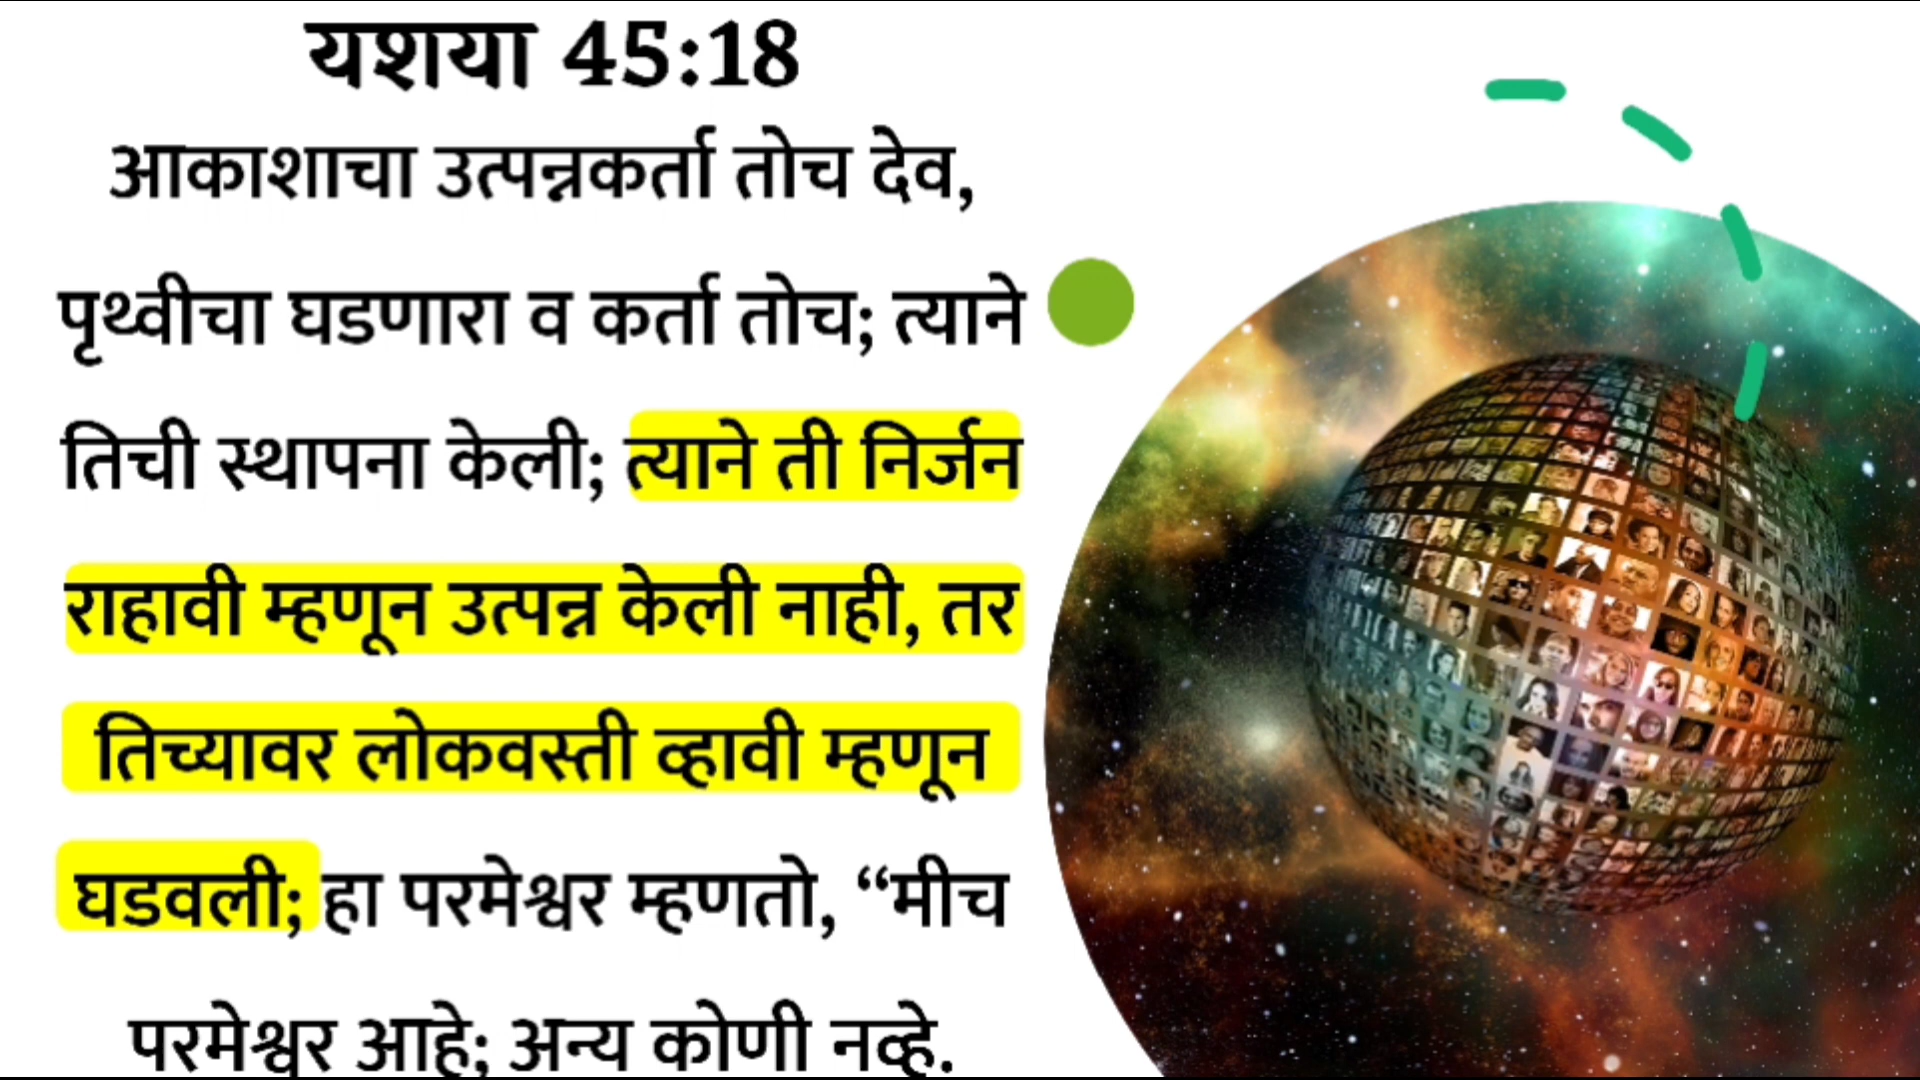 यशया 45:18
आकाशाचा उत्पन्नकर्ता तोच देव,
पृथ्वीचा घडणारा व कर्ता तोच; त्याने
तिची स्थापना केली; त्याने ती निर्जन
राहावी म्हणून उत्पन्न केली नाही, तर
तिच्यावर लोकवस्ती व्हावी म्हणून
घडवली; हा परमेश्वर म्हणतो, “मीच
परमेश्वर आहे; अन्य कोणी नव्हे.